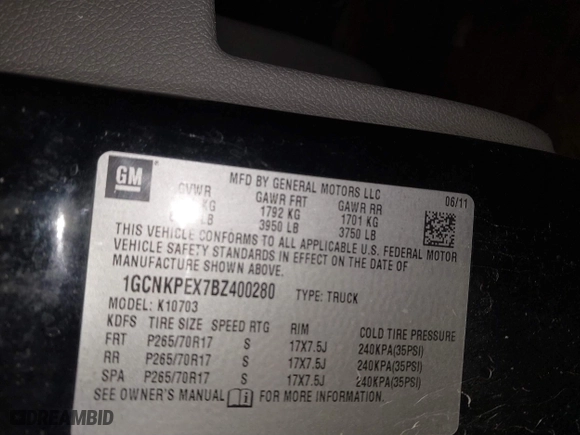 GM
MFD BY GENERAL MOTORS LLC
06/11
GVWR GAWR FRT GAWR RR
KG 1792 KG 1701 KG
LB 3950 LB 3750 LB
THIS VEHICLE CONFORMS TO ALL APPLICABLE U.S. FEDERAL MOTOR
VEHICLE SAFETY STANDARDS IN EFFECT ON THE DATE OF
MANUFACTURE SHOWN ABOVE.
1GCNKPEX7BZ400280 TYPE: TRUCK
MODEL: K10703
KDFS TIRE SIZE SPEED RTG RIM COLD TIRE PRESSURE
FRT P265/70R17 S 17X7.5J 240KPA(35PSI)
RR P265/70R17 S 17X7.5J 240KPA(35PSI)
SPA P265/70R17 S 17X7.5J 240KPA(35PSI)
SEE OWNER'S MANUAL FOR MORE INFORMATION.
DREAMBID